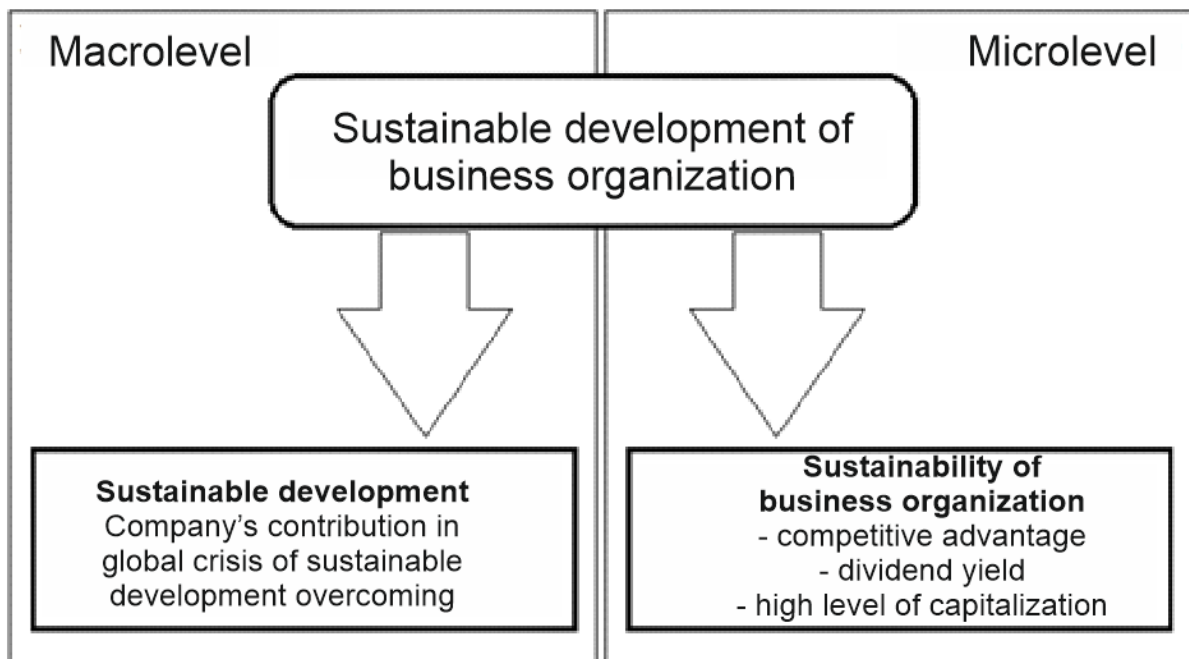 Macrolevel
Microlevel
Sustainable development of
business organization
Sustainable development
Company's contribution in
global crisis of sustainable
development overcoming
Sustainability of
business organization
- competitive advantage
- dividend yield
- high level of capitalization